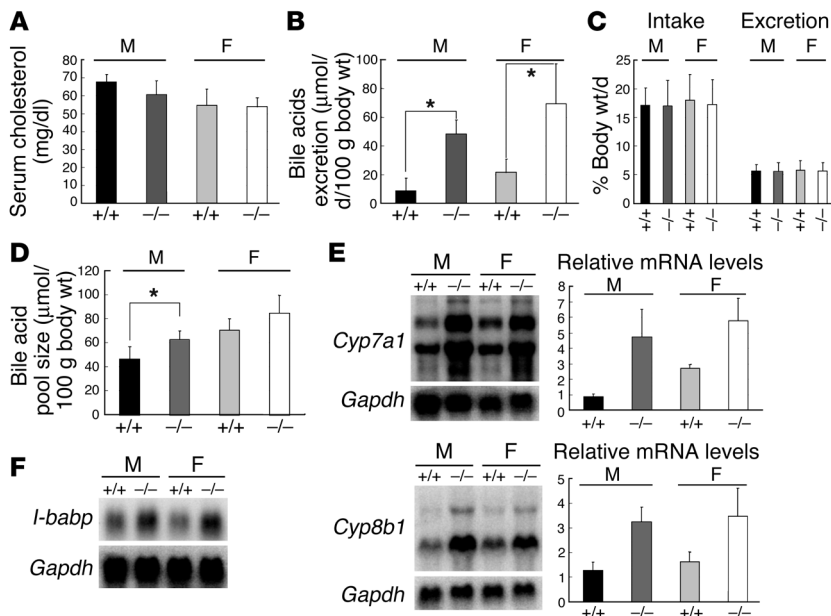 A
M F
Serum cholesterol
(mg/dl)
80
70
60
50
40
30
20
10
0
+/+ −/− +/+ −/−
B
M F
Bile acids
excretion (μmol/
d/100 g body wt)
100
80
60
40
20
0
* *
+/+ −/− +/+ −/−
C
Intake Excretion
M F M F
% Body wt/d
25
20
15
10
5
0
+/+ −/− +/+ −/− +/+ −/− +/+ −/−
D
M F
Bile acid
pool size (μmol/
100 g body wt)
120
100
80
60
40
20
0
*
+/+ −/− +/+ −/−
E
M F
+/+ −/− +/+ −/−
Cyp7a1
Gapdh
Relative mRNA levels
M F
8
7
6
5
4
3
2
1
0
+/+ −/− +/+ −/−
M F
+/+ −/− +/+ −/−
Cyp8b1
Gapdh
Relative mRNA levels
M F
5
4
3
2
1
0
+/+ −/− +/+ −/−
F
M F
+/+ −/− +/+ −/−
I-babp
Gapdh